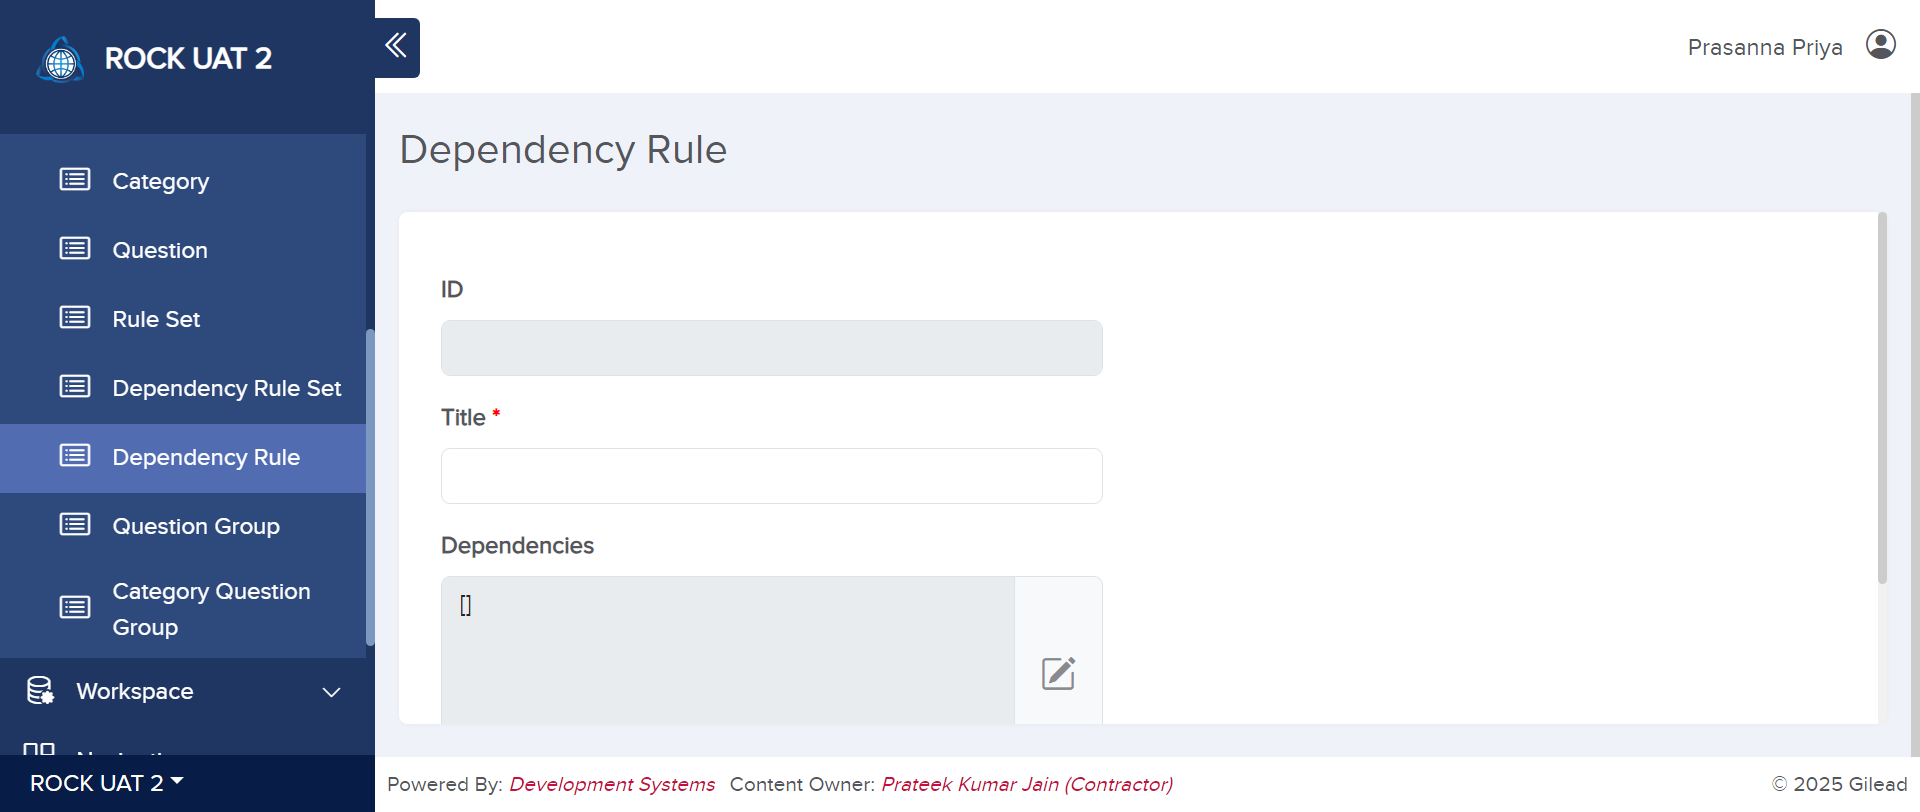 ROCK UAT 2
Prasanna Priya
Category
Question
Rule Set
Dependency Rule Set
Dependency Rule
Question Group
Category Question
Group
Workspace
ROCK UAT 2
Dependency Rule
ID
Title *
Dependencies
[]
Powered By: Development Systems Content Owner: Prateek Kumar Jain (Contractor)
© 2025 Gilead